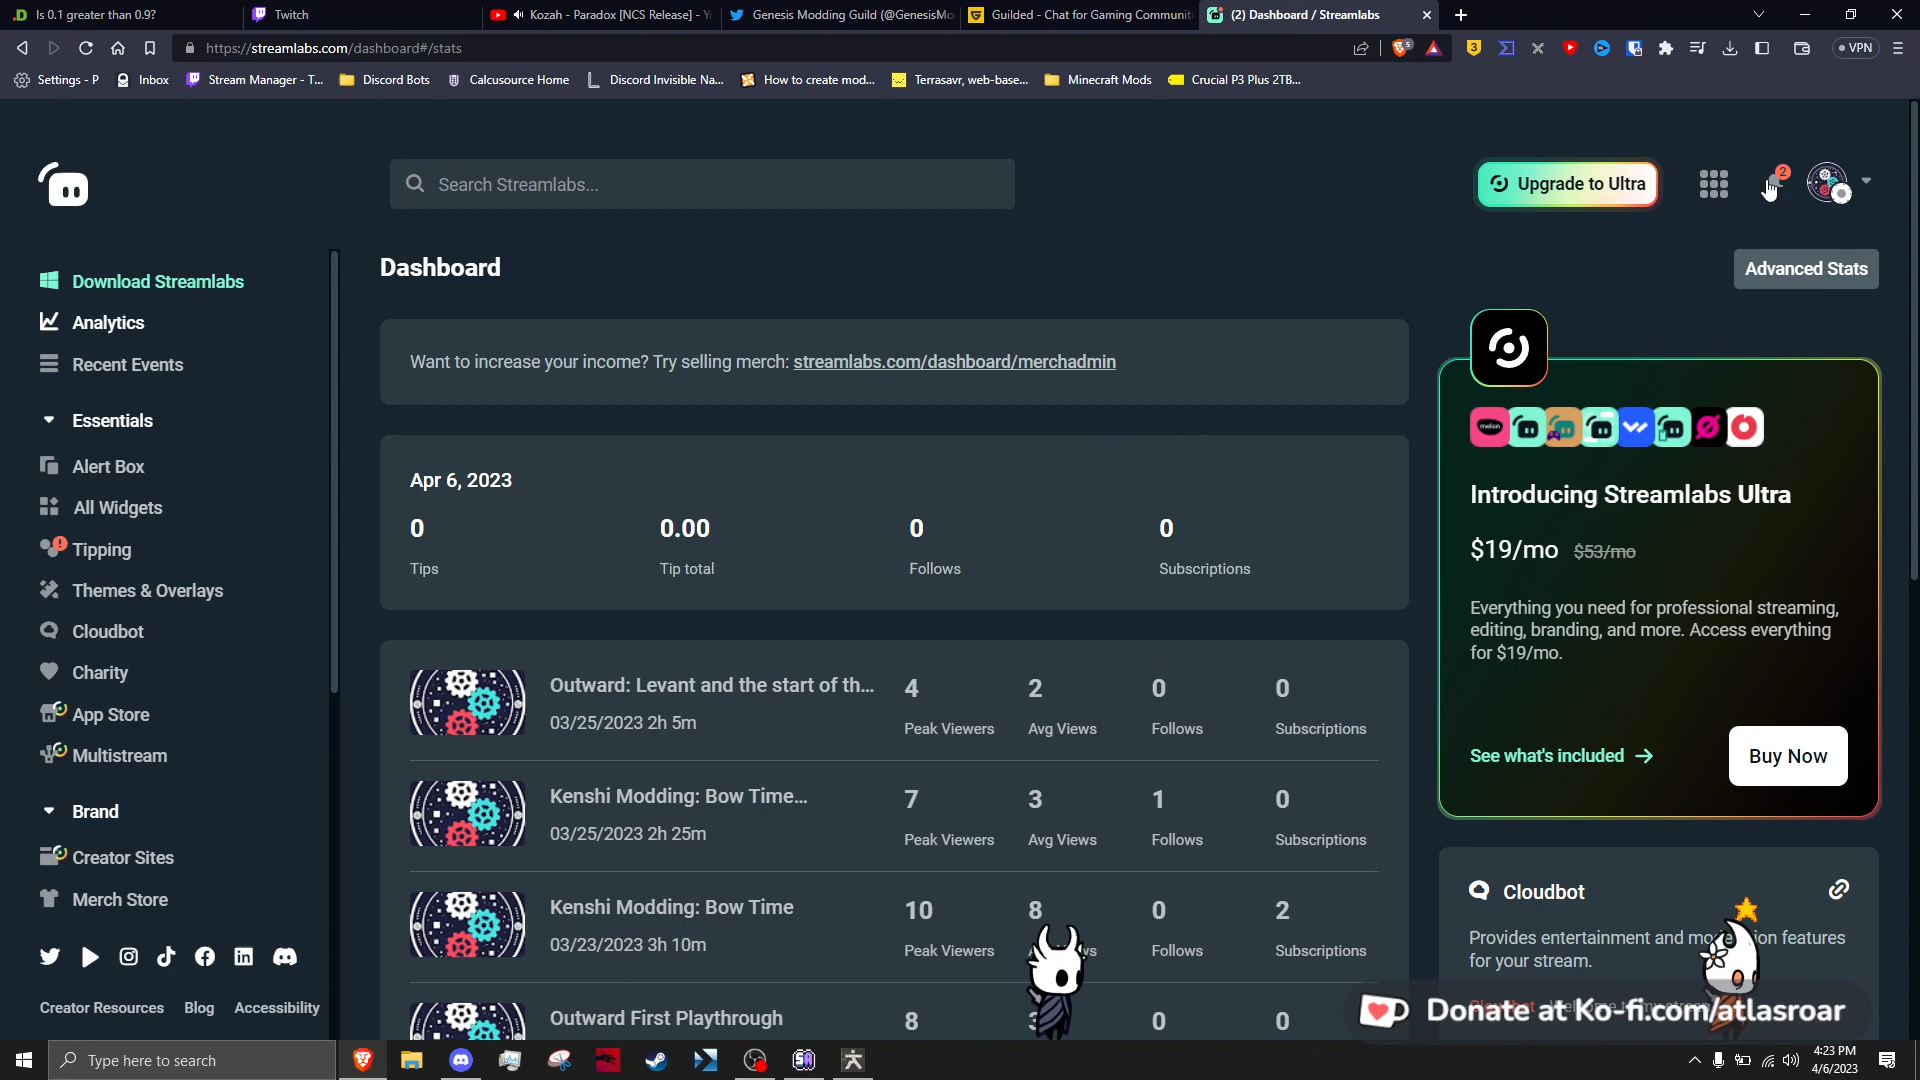 Is 0.1 greater than 0.9?
Twitch
Kozah - Paradox [NCS Release] - Y
Genesis Modding Guild (@GenesisMo
Guilded - Chat for Gaming Communit
(2) Dashboard / Streamlabs
https://streamlabs.com/dashboard#/stats
VPN
Settings - P
Inbox
Stream Manager - T...
Discord Bots
Calcusource Home
Discord Invisible Na...
How to create mod...
Terrasavr, web-base...
Minecraft Mods
Crucial P3 Plus 2TB...
Search Streamlabs...
Upgrade to Ultra
2
Dashboard
Advanced Stats
Download Streamlabs
Analytics
Recent Events
Essentials
Alert Box
All Widgets
Tipping
Themes & Overlays
Cloudbot
Charity
App Store
Multistream
Brand
Creator Sites
Merch Store
Creator Resources
Blog
Accessibility
Want to increase your income? Try selling merch: streamlabs.com/dashboard/merchadmin
Apr 6, 2023
0
0.00
0
0
Tips
Tip total
Follows
Subscriptions
Outward: Levant and the start of th...
4
2
0
0
03/25/2023 2h 5m
Peak Viewers
Avg Views
Follows
Subscriptions
Kenshi Modding: Bow Time...
7
3
1
0
03/25/2023 2h 25m
Peak Viewers
Avg Views
Follows
Subscriptions
Kenshi Modding: Bow Time
10
8
0
2
03/23/2023 3h 10m
Peak Viewers
Follows
Subscriptions
Outward First Playthrough
8
0
0
melon
Introducing Streamlabs Ultra
$19/mo $53/mo
Everything you need for professional streaming,
editing, branding, and more. Access everything
for $19/mo.
See what's included
Buy Now
Cloudbot
Provides entertainment and features
for your stream.
Donate at Ko-fi.com/atlasroar
Type here to search
4:23 PM
4/6/2023